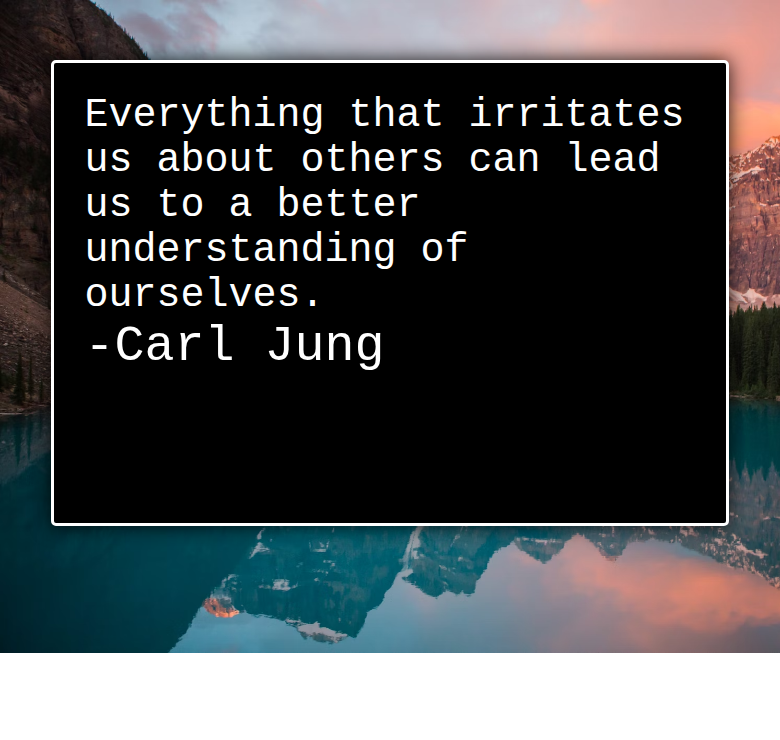 Everything that irritates
us about others can lead
us to a better
understanding of
ourselves.
-Carl Jung